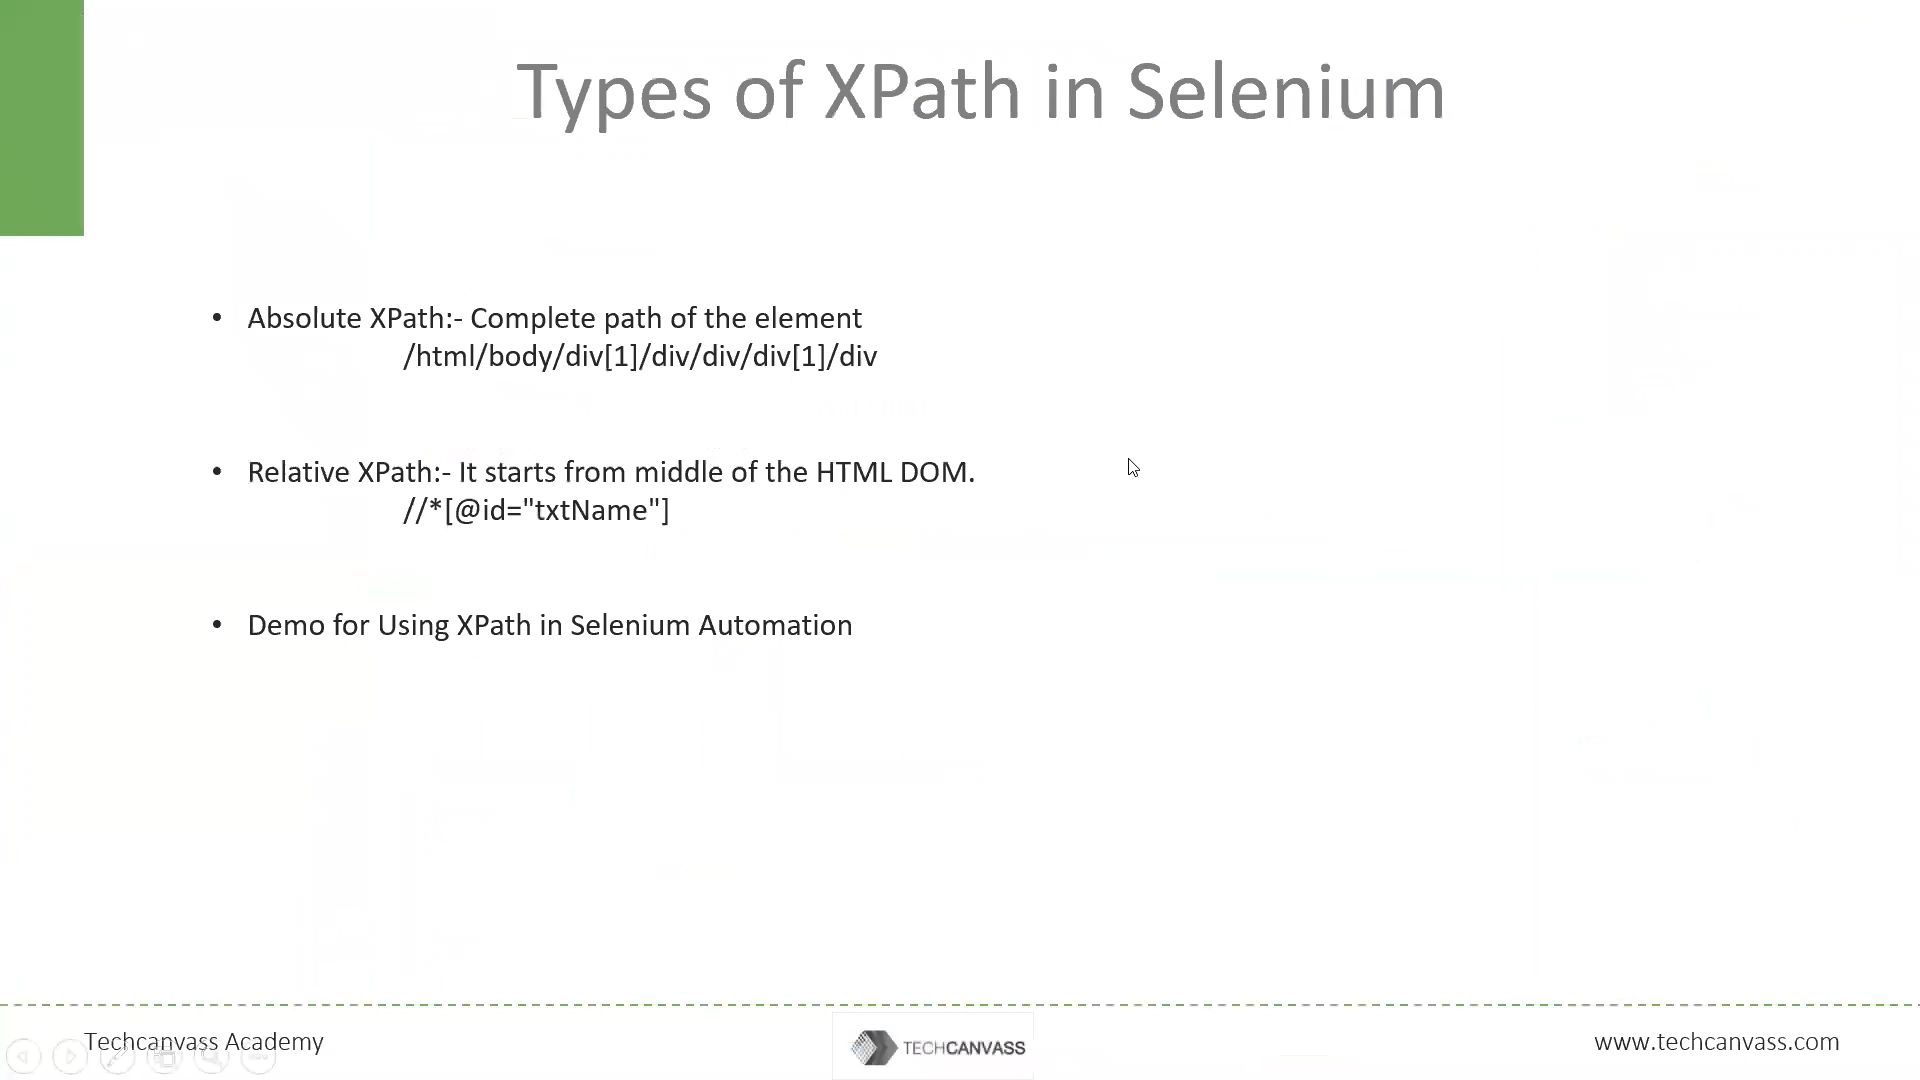 Types of XPath in Selenium
• Absolute XPath:- Complete path of the element
/html/body/div[1]/div/div/div[1]/div
• Relative XPath:- It starts from middle of the HTML DOM.
//*[@id="txtName"]
• Demo for Using XPath in Selenium Automation
Techcanvass Academy
TECHCANVASS
www.techcanvass.com